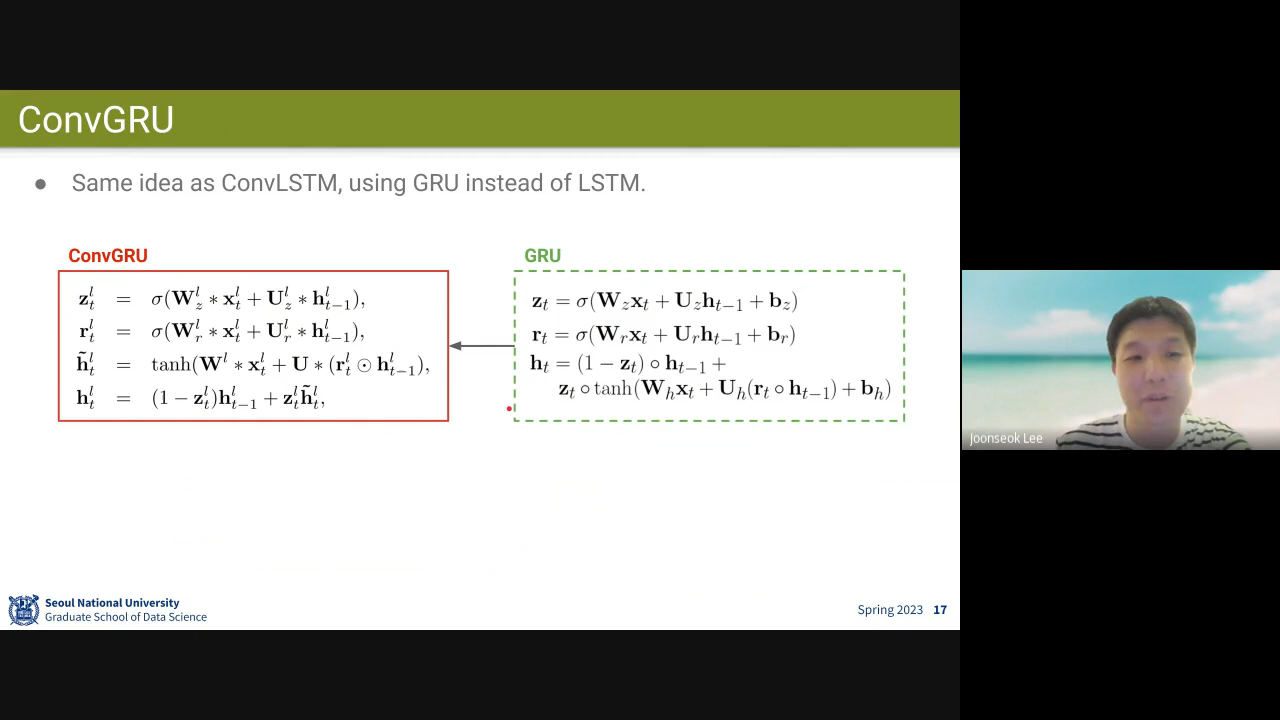 ConvGRU
● Same idea as ConvLSTM, using GRU instead of LSTM.
ConvGRU
z_t^l = σ(W_z^l * x_t^l + U_z^l * h_{t-1}^l),
r_t^l = σ(W_r^l * x_t^l + U_r^l * h_{t-1}^l),
h̃_t^l = tanh(W^l * x_t^l + U * (r_t^l ⊙ h_{t-1}^l),
h_t^l = (1 − z_t^l)h_{t-1}^l + z_t^l h̃_t^l,
GRU
z_t = σ(W_z x_t + U_z h_{t-1} + b_z)
r_t = σ(W_r x_t + U_r h_{t-1} + b_r)
h_t = (1 − z_t) ∘ h_{t-1} +
z_t ∘ tanh(W_h x_t + U_h(r_t ∘ h_{t-1}) + b_h)
Joonseok Lee
Seoul National University
Graduate School of Data Science
Spring 2023 17